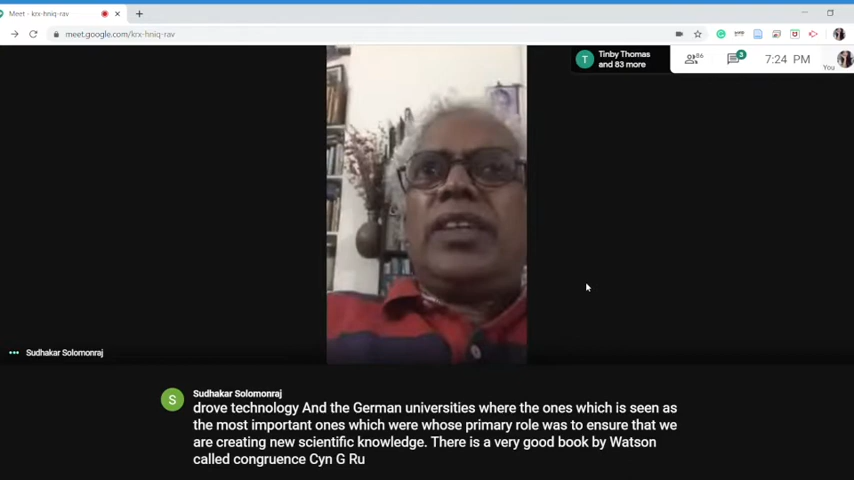 Meet - krx-hniq-rav
meet.google.com/krx-hniq-rav
T
Tinby Thomas
and 83 more
86
3
7:24 PM
You
Sudhakar Solomonraj
S
Sudhakar Solomonraj
drove technology And the German universities where the ones which is seen as
the most important ones which were whose primary role was to ensure that we
are creating new scientific knowledge. There is a very good book by Watson
called congruence Cyn G Ru